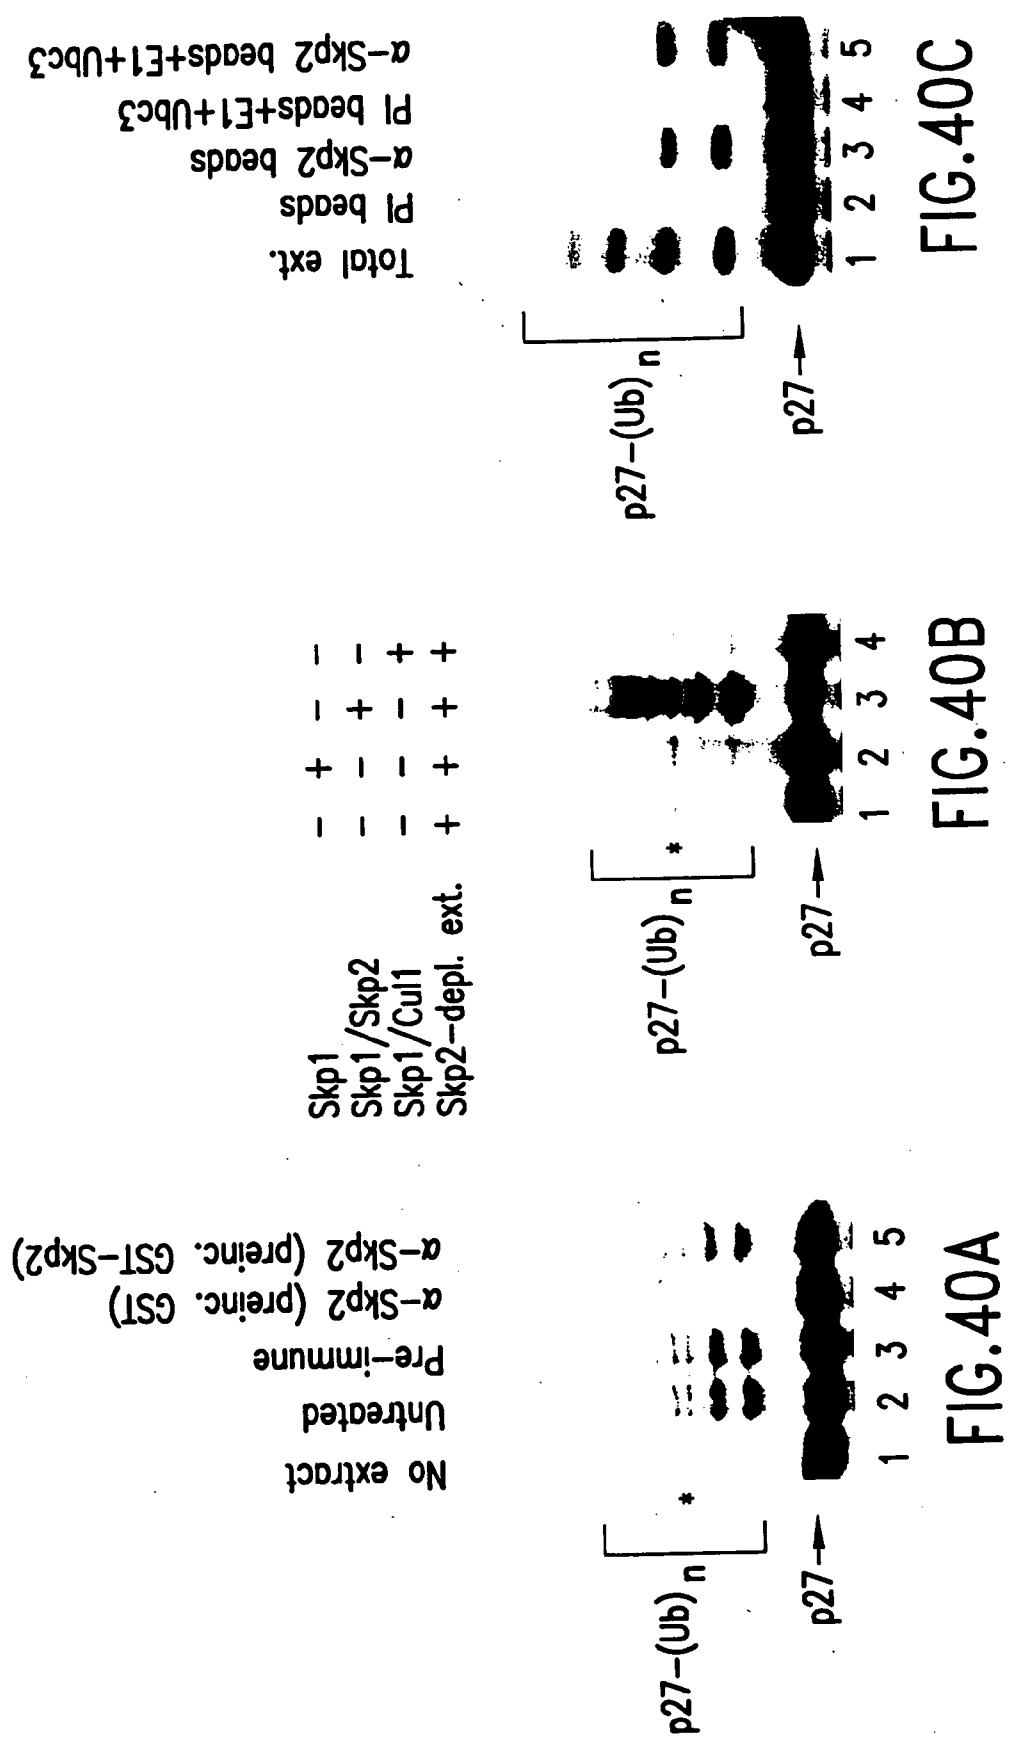 No extract
Untreated
Pre-immune
α-Skp2 (preinc. GST)
α-Skp2 (preinc. GST-Skp2)
p27-(Ub)n
*
p27
1 2 3 4 5
FIG.40A
Skp1 - + - -
Skp1/Skp2 - - + -
Skp1/Cul1 - - - +
Skp2-depl. ext. + + + +
p27-(Ub)n
*
p27
1 2 3 4
FIG.40B
Total ext.
PI beads
α-Skp2 beads
PI beads+E1+Ubc3
α-Skp2 beads+E1+Ubc3
p27-(Ub)n
p27
1 2 3 4 5
FIG.40C